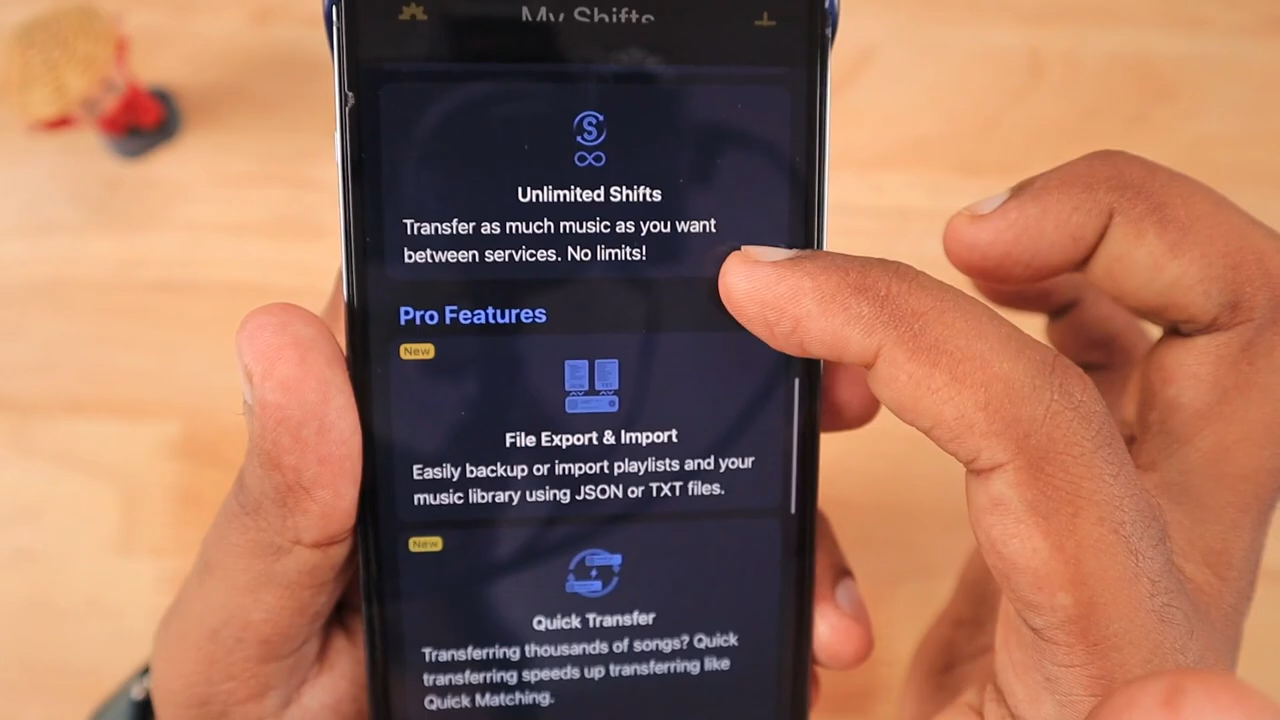 My Shifts
Unlimited Shifts
Transfer as much music as you want
between services. No limits!
Pro Features
New
File Export & Import
Easily backup or import playlists and your
music library using JSON or TXT files.
New
Quick Transfer
Transferring thousands of songs? Quick
transferring speeds up transferring like
Quick Matching.